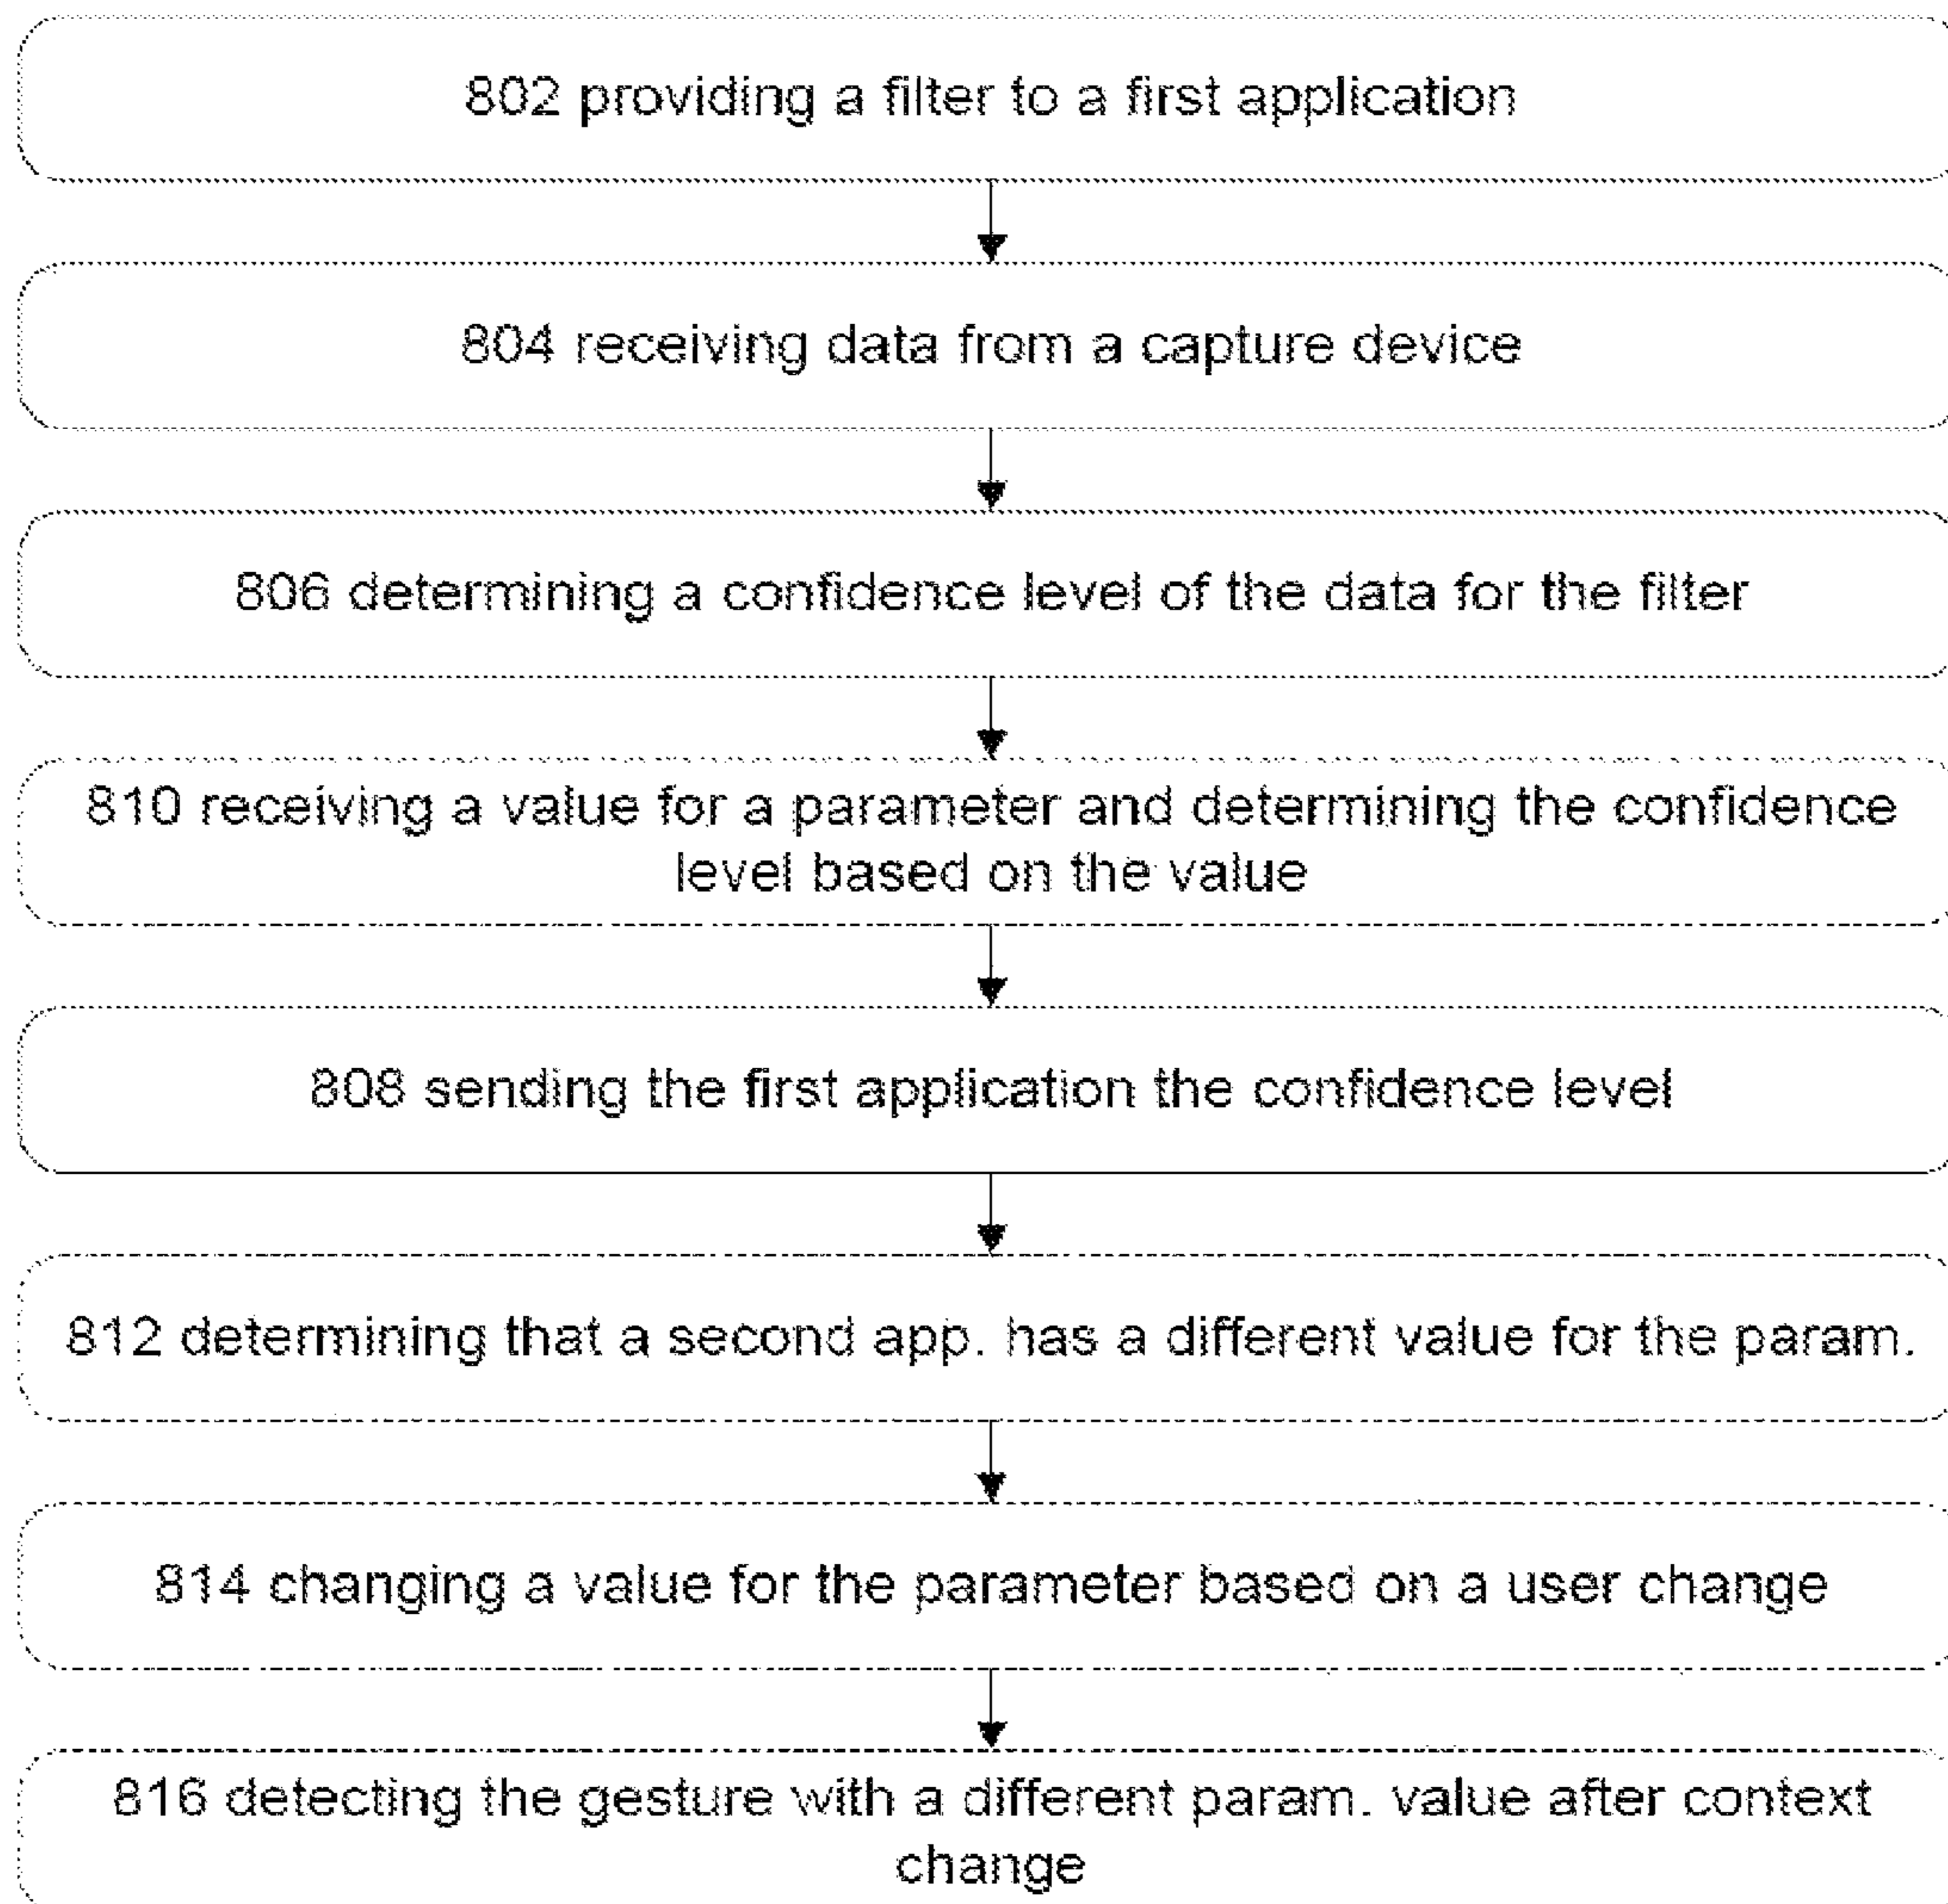 802 providing a filter to a first application
804 receiving data from a capture device
806 determining a confidence level of the data for the filter
810 receiving a value for a parameter and determining the confidence
level based on the value
808 sending the first application the confidence level
812 determining that a second app. has a different value for the param.
814 changing a value for the parameter based on a user change
816 detecting the gesture with a different param. value after context
change